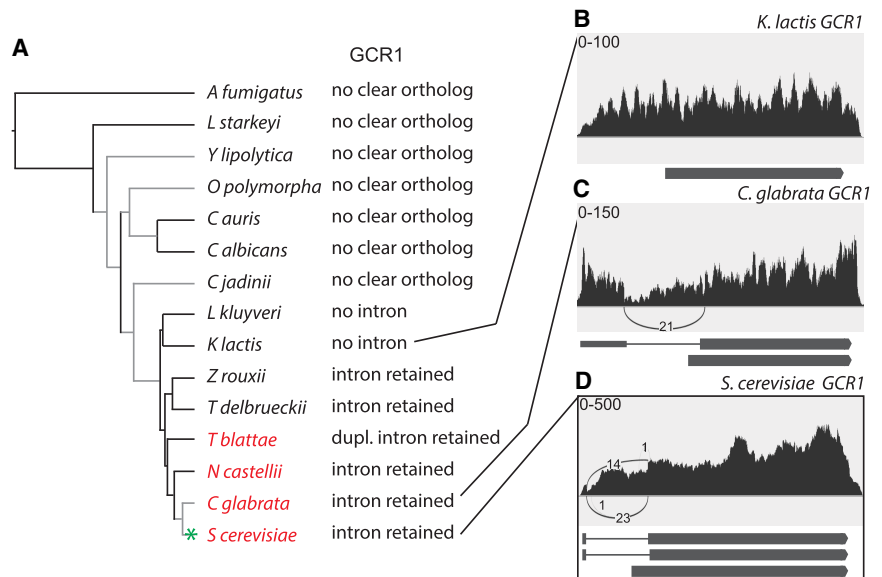 A
GCR1
A fumigatus no clear ortholog
L starkeyi no clear ortholog
Y lipolytica no clear ortholog
O polymorpha no clear ortholog
C auris no clear ortholog
C albicans no clear ortholog
C jadinii no clear ortholog
L kluyveri no intron
K lactis no intron
Z rouxii intron retained
T delbrueckii intron retained
T blattae dupl. intron retained
N castellii intron retained
C glabrata intron retained
* S cerevisiae intron retained
B
K. lactis GCR1
0-100
C
C. glabrata GCR1
0-150
21
D
S. cerevisiae GCR1
0-500
1
14
1
23